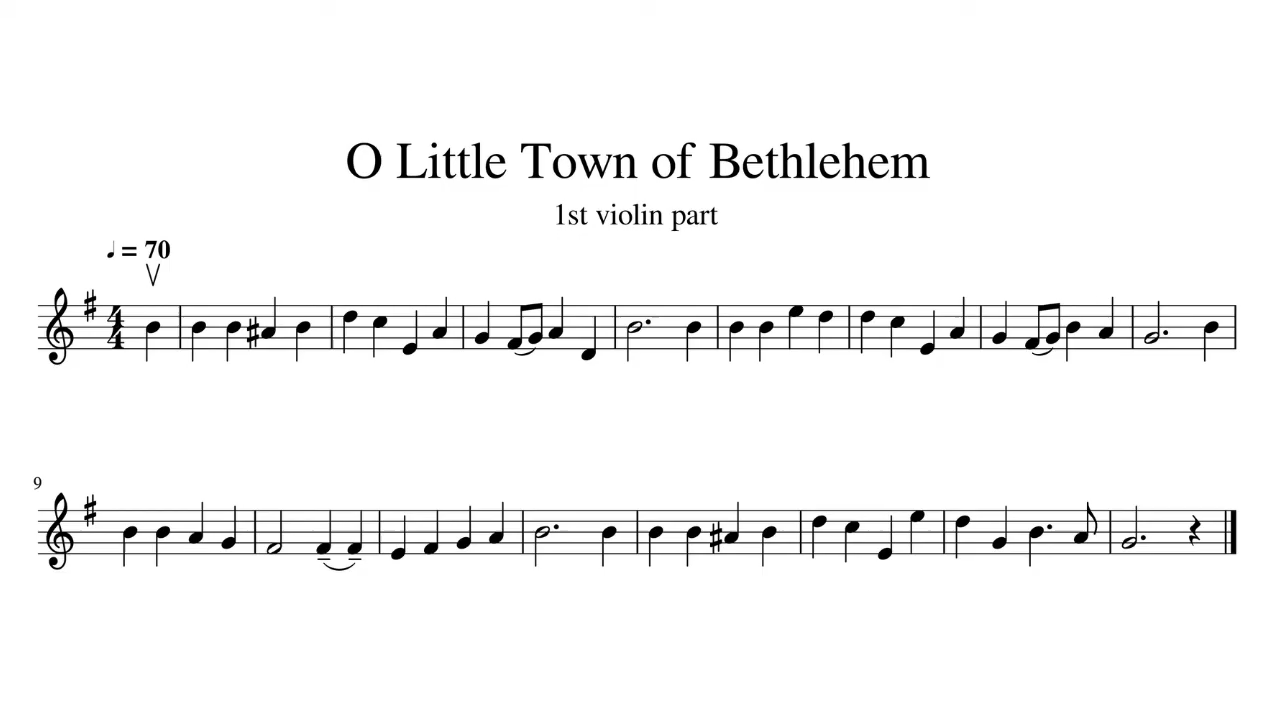 O Little Town of Bethlehem
1st violin part
♩ = 70
4
4
9